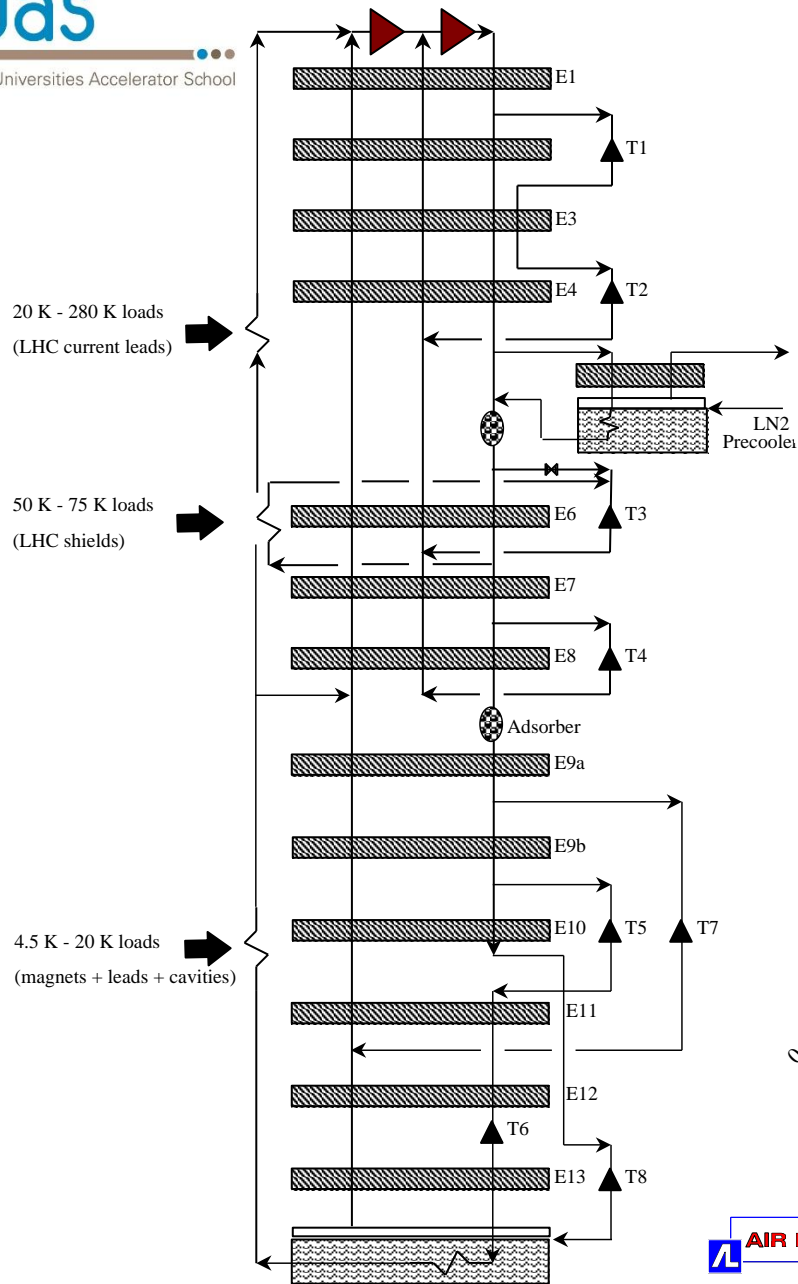 Universities Accelerator School
E1
T1
E3
E4
T2
20 K - 280 K loads
(LHC current leads)
LN2
50 K - 75 K loads
(LHC shields)
E6
T3
E7
E8
T4
Adsorber
E9a
E9b
E10
T5
T7
4.5 K - 20 K loads
(magnets + leads + cavities)
E11
E12
T6
E13
T8
AIR